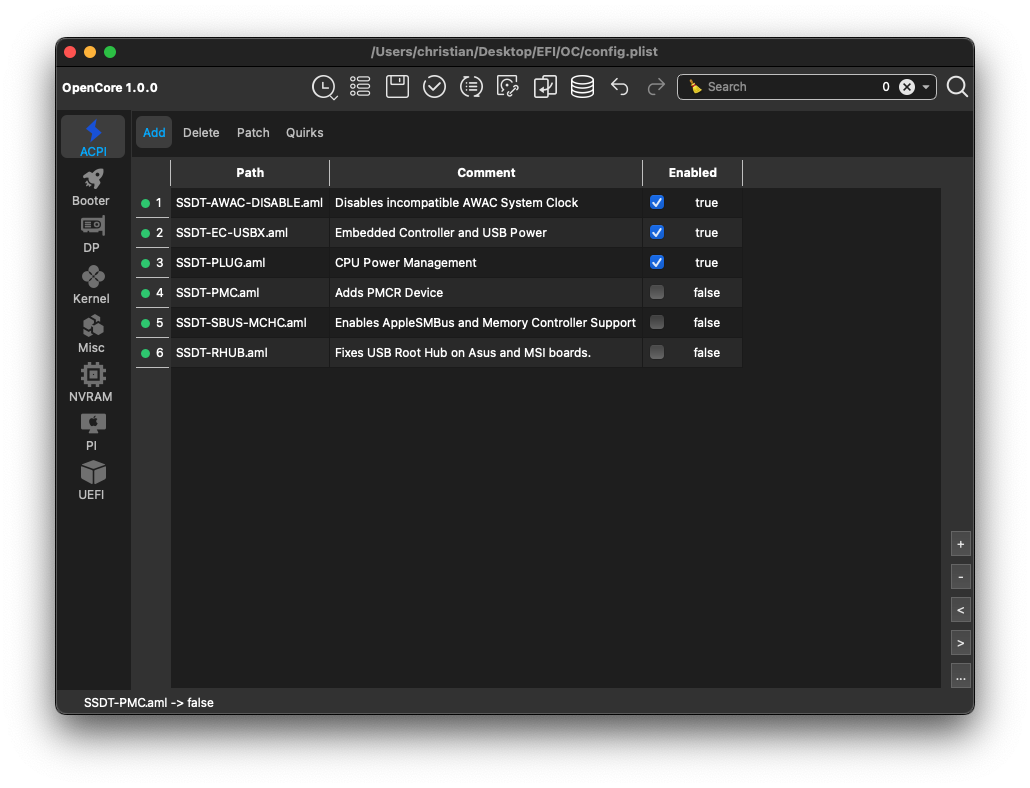 /Users/christian/Desktop/EFI/OC/config.plist
OpenCore 1.0.0
Search
0
ACPI
Booter
DP
Kernel
Misc
NVRAM
PI
UEFI
Add Delete Patch Quirks
Path Comment Enabled
1 SSDT-AWAC-DISABLE.aml Disables incompatible AWAC System Clock true
2 SSDT-EC-USBX.aml Embedded Controller and USB Power true
3 SSDT-PLUG.aml CPU Power Management true
4 SSDT-PMC.aml Adds PMCR Device false
5 SSDT-SBUS-MCHC.aml Enables AppleSMBus and Memory Controller Support false
6 SSDT-RHUB.aml Fixes USB Root Hub on Asus and MSI boards. false
+
-
<
>
...
SSDT-PMC.aml -> false